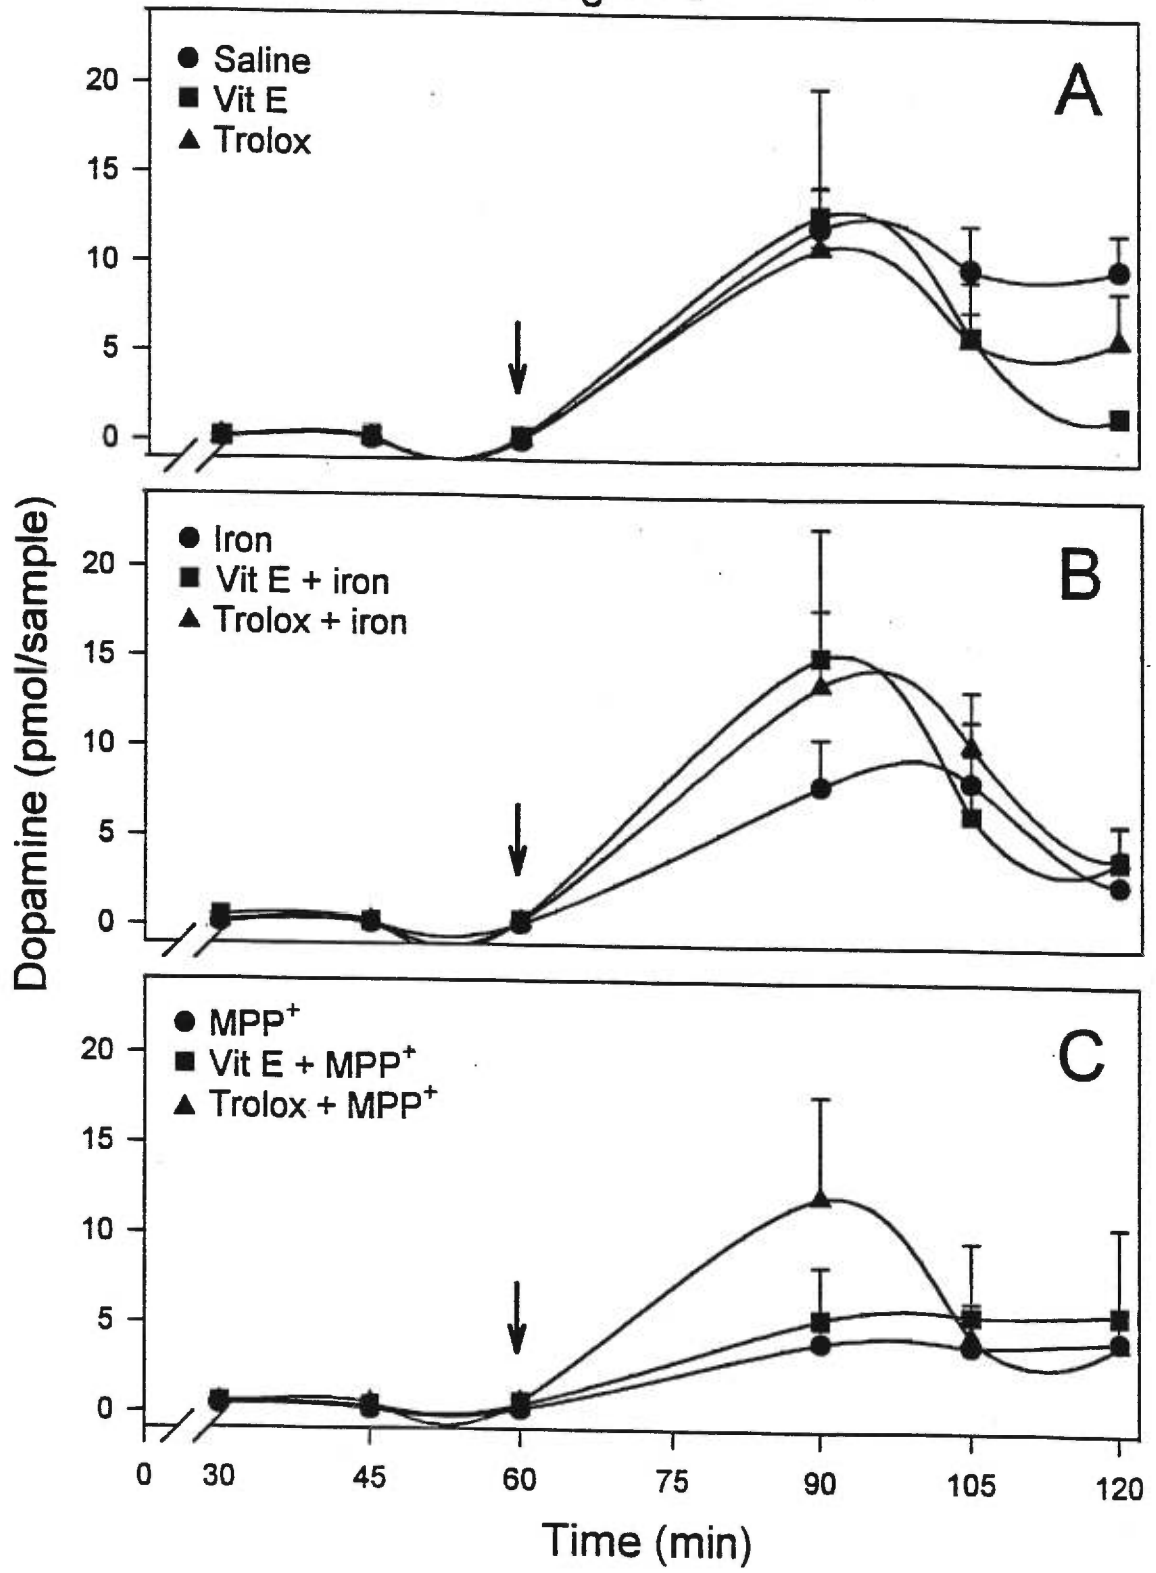 Saline
Vit E
Trolox
A
20
15
10
5
0
Iron
Vit E + iron
Trolox + iron
B
20
15
10
5
0
MPP⁺
Vit E + MPP⁺
Trolox + MPP⁺
C
20
15
10
5
0
Dopamine (pmol/sample)
0 30 45 60 75 90 105 120
Time (min)